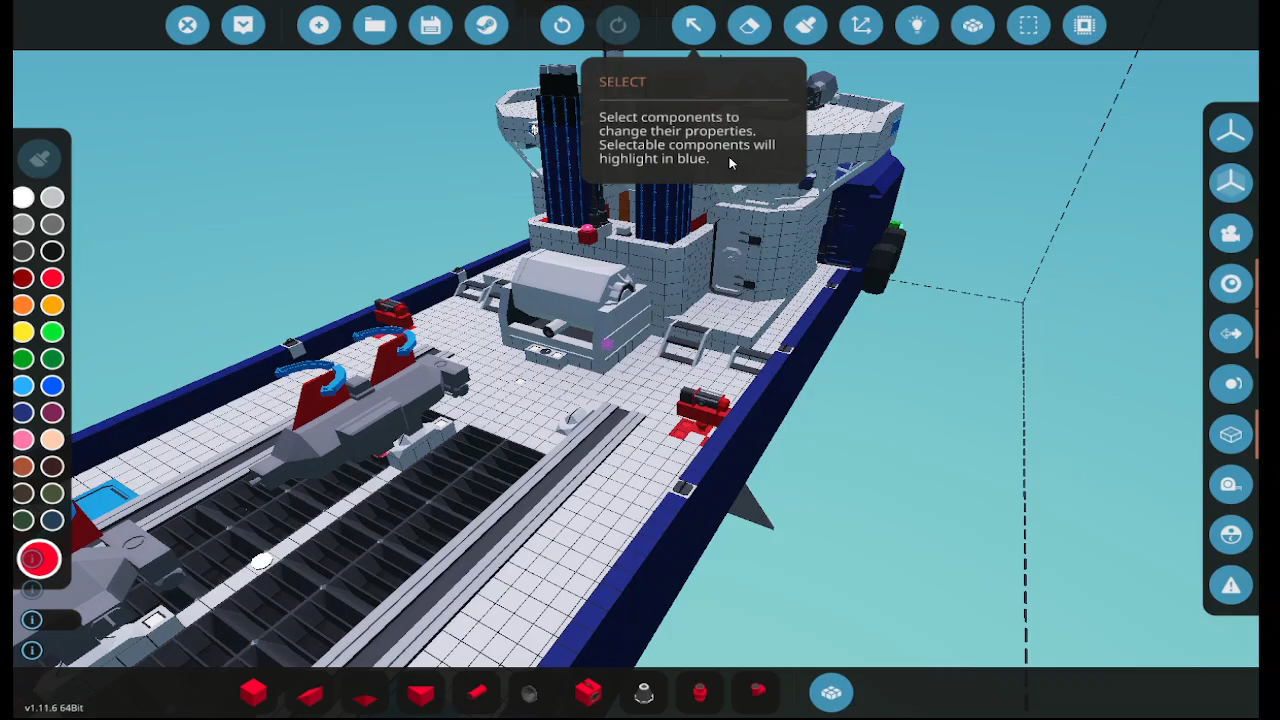 SELECT
Select components to
change their properties.
Selectable components will
highlight in blue.
v1.11.6 64Bit